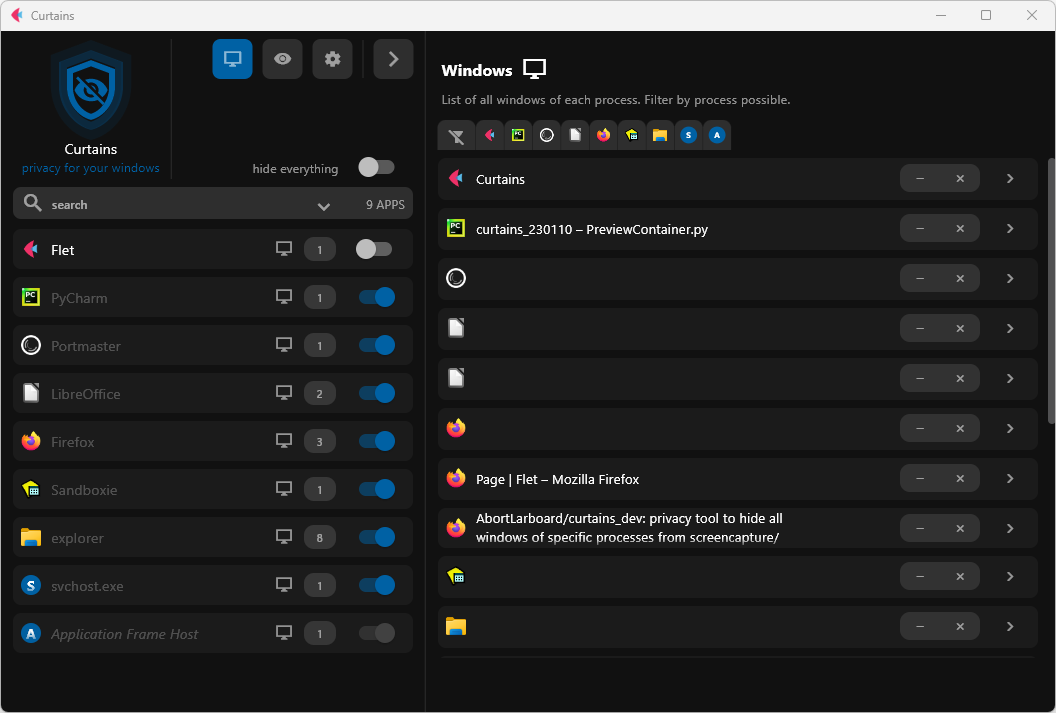 Curtains
Curtains
privacy for your windows
hide everything
search
9 APPS
Flet
1
PyCharm
1
Portmaster
1
LibreOffice
2
Firefox
3
Sandboxie
1
explorer
8
S
svchost.exe
1
A
Application Frame Host
1
Windows
List of all windows of each process. Filter by process possible.
PC
S
A
Curtains
PC
curtains_230110 – PreviewContainer.py
Page | Flet – Mozilla Firefox
AbortLarboard/curtains_dev: privacy tool to hide all
windows of specific processes from screencapture/